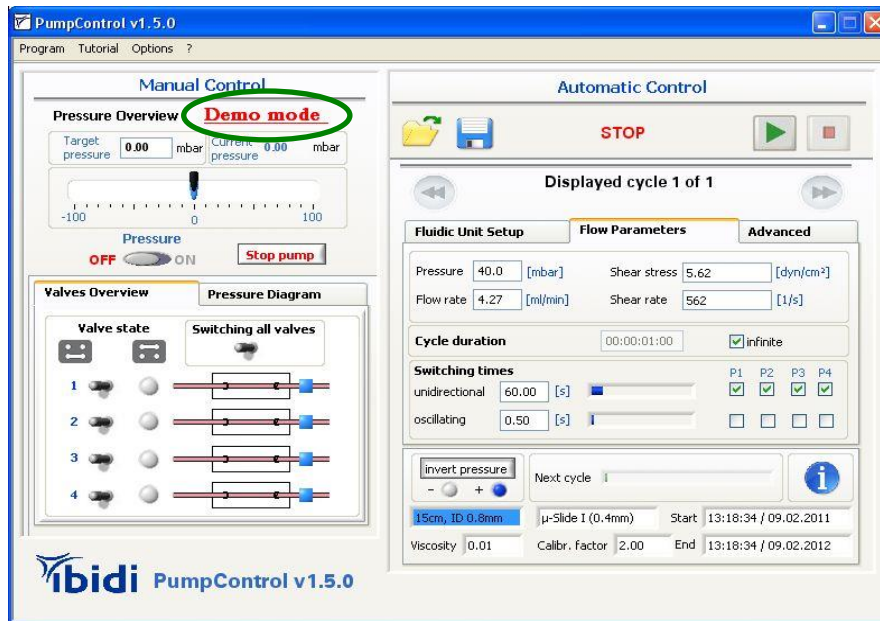 PumpControl v1.5.0
Program Tutorial Options ?
Manual Control
Pressure Overview Demo mode
Target pressure 0.00 mbar Current pressure 0.00 mbar
-100 0 100
Pressure
OFF ON Stop pump
Valves Overview Pressure Diagram
Valve state Switching all valves
1
2
3
4
ibidi PumpControl v1.5.0
Automatic Control
STOP
Displayed cycle 1 of 1
Fluidic Unit Setup Flow Parameters Advanced
Pressure 40.0 [mbar] Shear stress 5.62 [dyn/cm²]
Flow rate 4.27 [ml/min] Shear rate 562 [1/s]
Cycle duration 00:00:01:00 infinite
Switching times P1 P2 P3 P4
unidirectional 60.00 [s]
oscillating 0.50 [s]
invert pressure
- + Next cycle i
15cm, ID 0.8mm µ-Slide I (0.4mm) Start 13:18:34 / 09.02.2011
Viscosity 0.01 Calibr. factor 2.00 End 13:18:34 / 09.02.2012